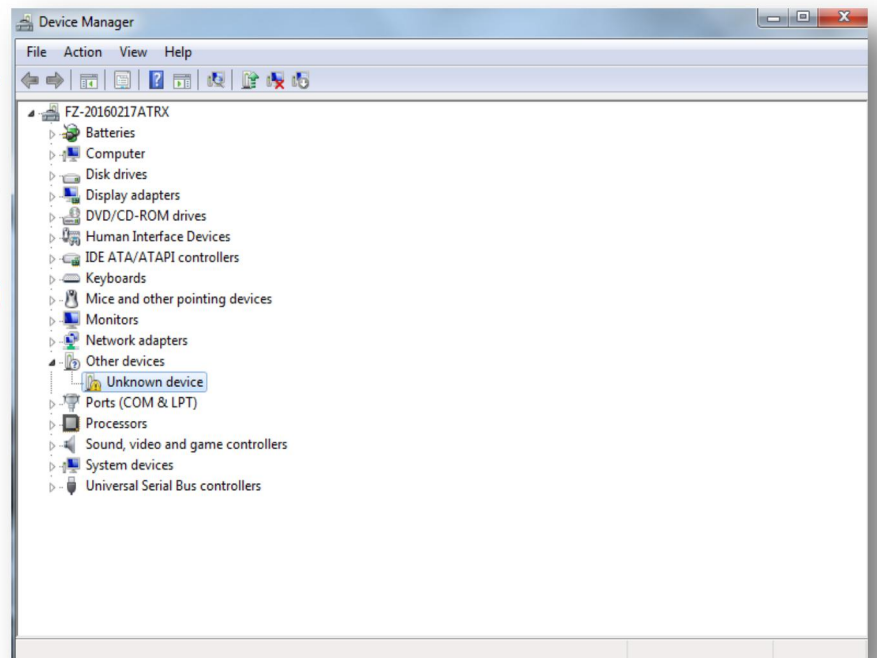 Device Manager
File Action View Help
FZ-20160217ATRX
Batteries
Computer
Disk drives
Display adapters
DVD/CD-ROM drives
Human Interface Devices
IDE ATA/ATAPI controllers
Keyboards
Mice and other pointing devices
Monitors
Network adapters
Other devices
Unknown device
Ports (COM & LPT)
Processors
Sound, video and game controllers
System devices
Universal Serial Bus controllers